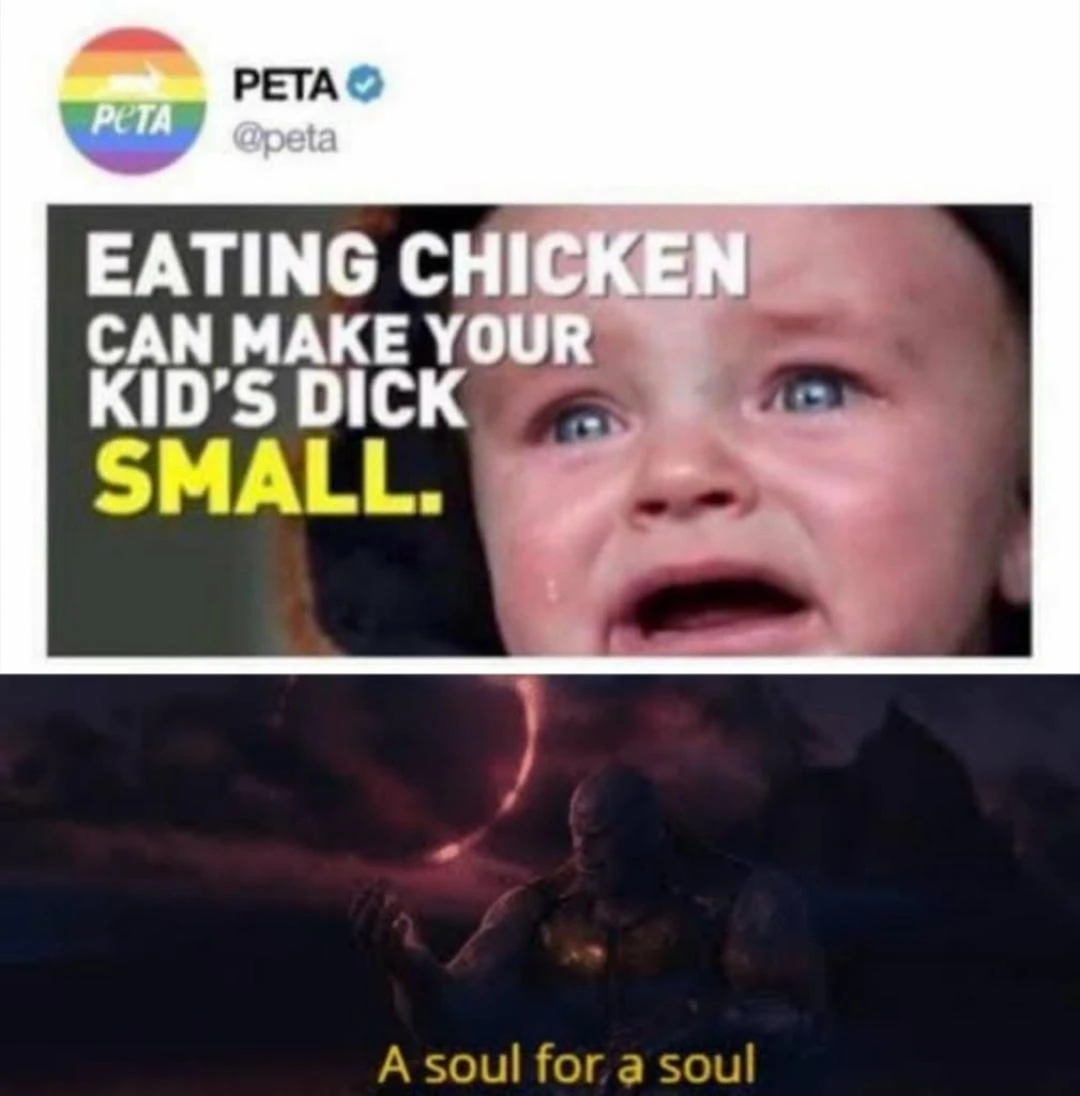 PeTA
PETA
@peta
EATING CHICKEN
CAN MAKE YOUR
KID'S DICK
SMALL.
A soul for a soul